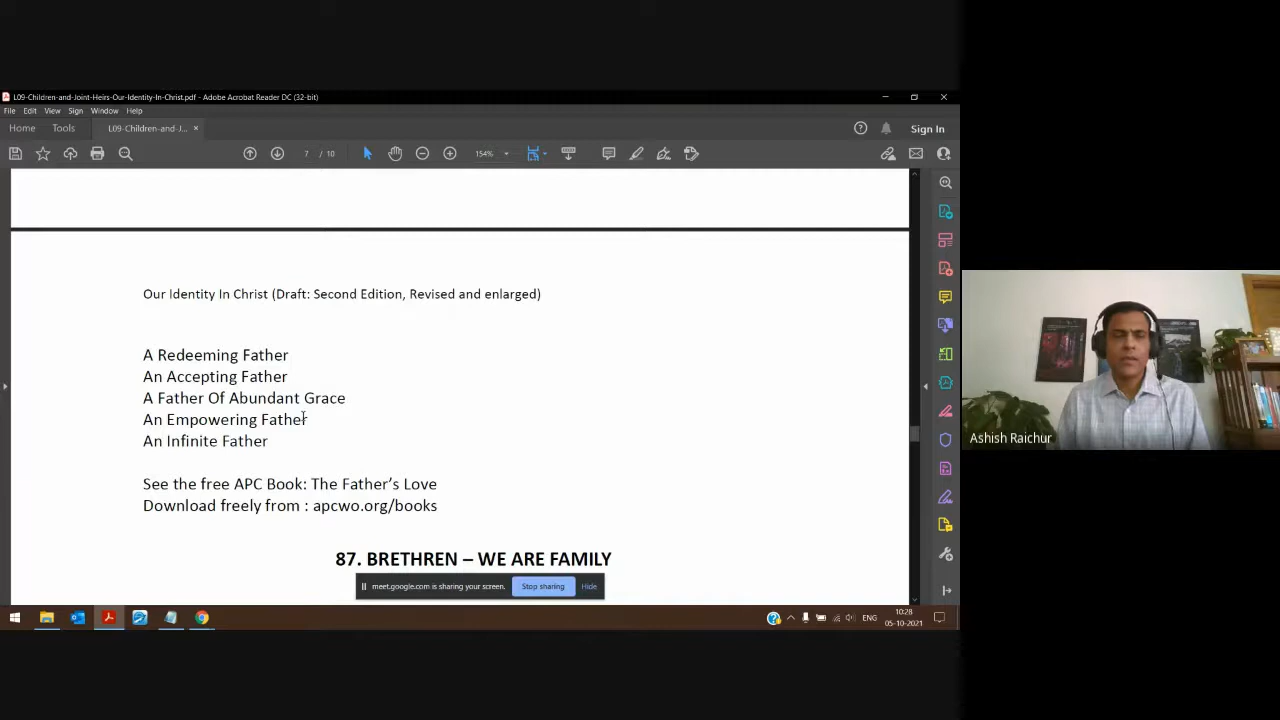 L09-Children-and-Joint-Heirs-Our-Identity-In-Christ.pdf - Adobe Acrobat Reader DC (32-bit)
File Edit View Sign Window Help
Home Tools L09-Children-and-J... × Sign In
7 / 10 154%
Our Identity In Christ (Draft: Second Edition, Revised and enlarged)
A Redeeming Father
An Accepting Father
A Father Of Abundant Grace
An Empowering Father
An Infinite Father
See the free APC Book: The Father’s Love
Download freely from : apcwo.org/books
87. BRETHREN – WE ARE FAMILY
meet.google.com is sharing your screen. Stop sharing Hide
ENG 10:28
05-10-2021
Ashish Raichur